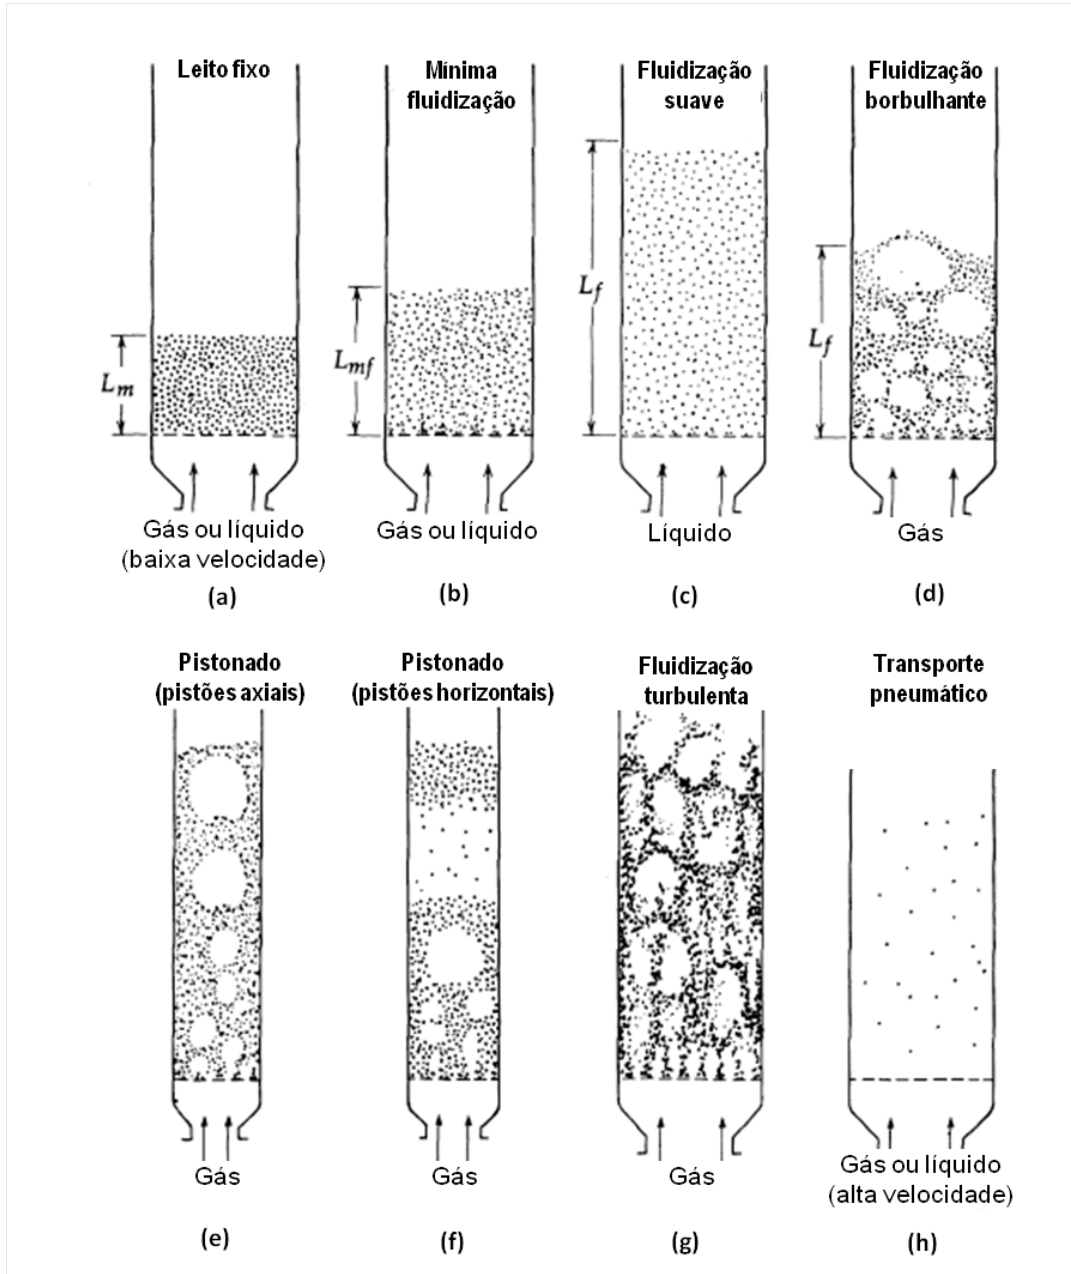 Leito fixo
Mínima
fluidização
Fluidização
suave
Fluidização
borbulhante
Lm
Lmf
Lf
Lf
Gás ou líquido
(baixa velocidade)
Gás ou líquido
Líquido
Gás
(a)
(b)
(c)
(d)
Pistonado
(pistões axiais)
Pistonado
(pistões horizontais)
Fluidização
turbulenta
Transporte
pneumático
Gás
Gás
Gás
Gás ou líquido
(alta velocidade)
(e)
(f)
(g)
(h)